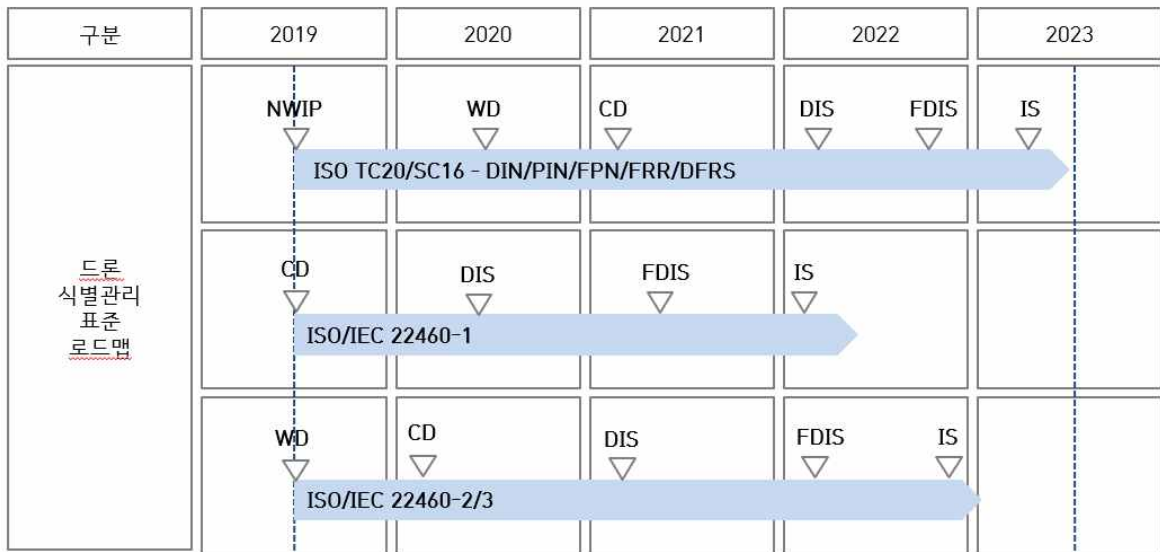 구분 2019 2020 2021 2022 2023
드론
식별관리
표준
로드맵
NWIP WD CD DIS FDIS IS
ISO TC20/SC16 - DIN/PIN/FPN/FRR/DFRS
CD DIS FDIS IS
ISO/IEC 22460-1
WD CD DIS FDIS IS
ISO/IEC 22460-2/3